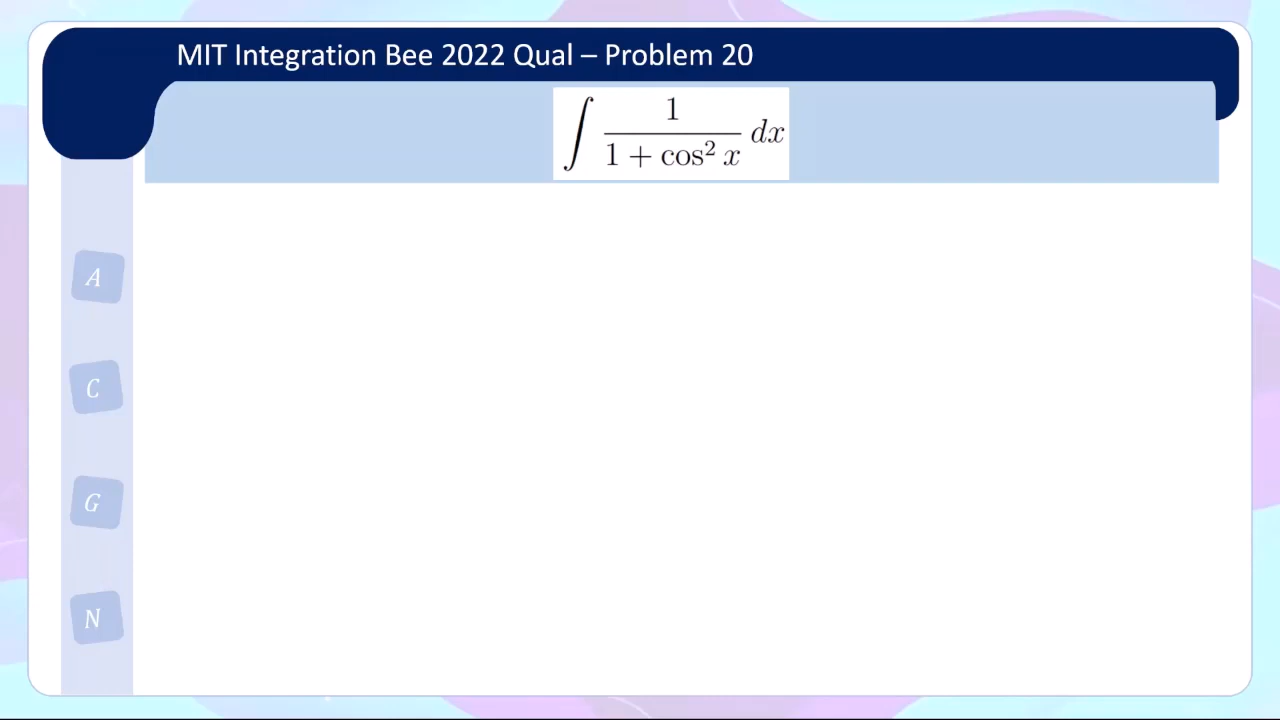 MIT Integration Bee 2022 Qual – Problem 20
∫ 1 / (1 + cos² x) dx
A
C
G
N